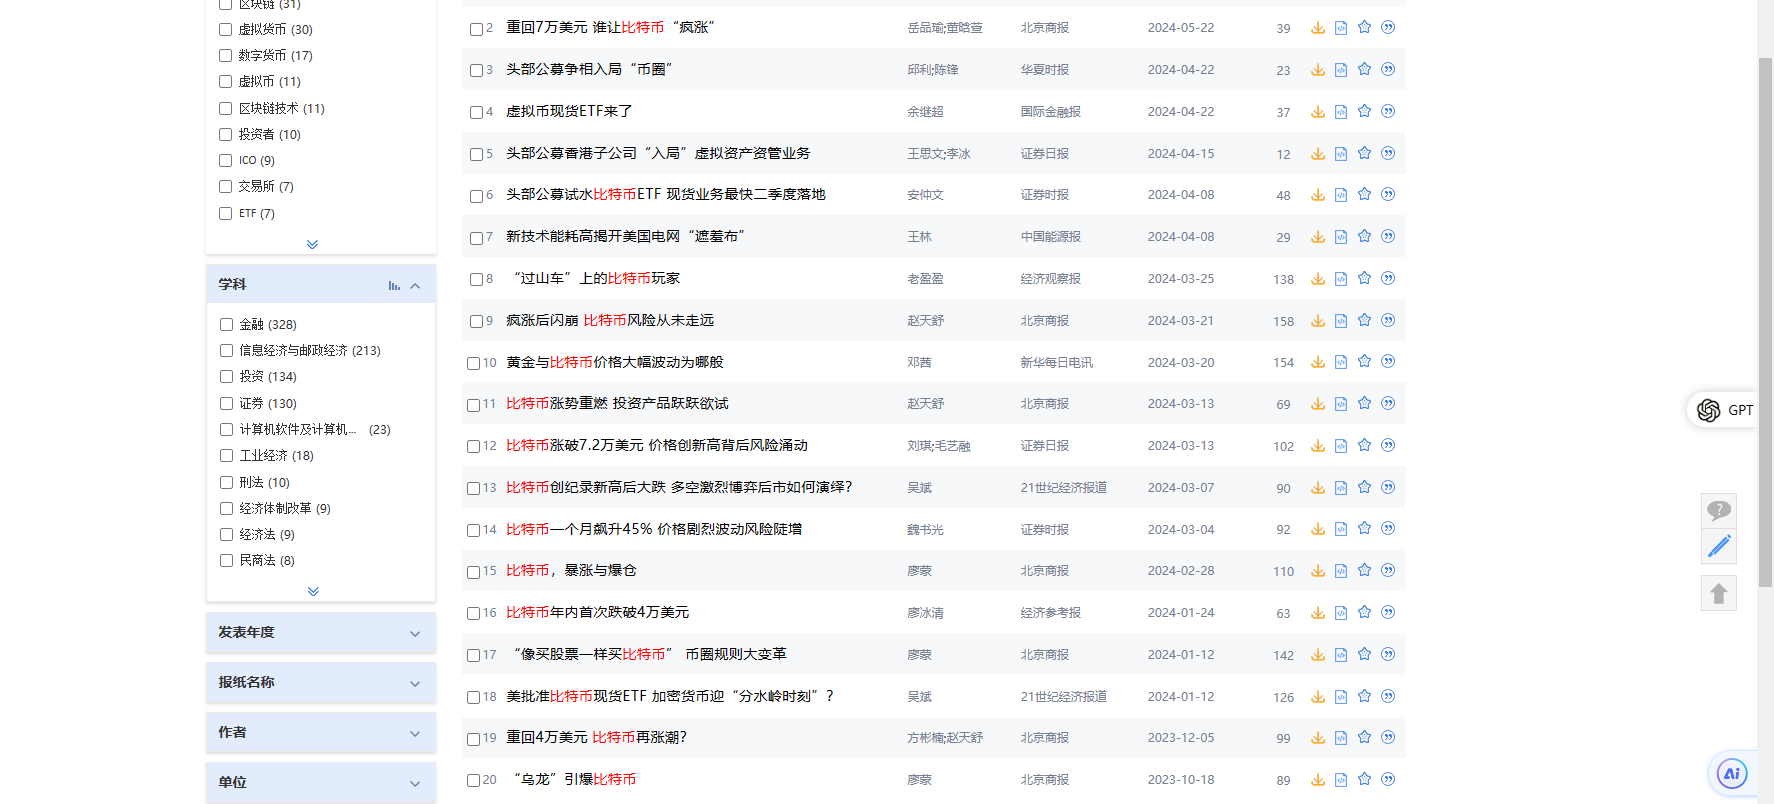 区块链 (31)
虚拟货币 (30)
数字货币 (17)
虚拟币 (11)
区块链技术 (11)
投资者 (10)
ICO (9)
交易所 (7)
ETF (7)
学科
金融 (328)
信息经济与邮政经济 (213)
投资 (134)
证券 (130)
计算机软件及计算机... (23)
工业经济 (18)
刑法 (10)
经济体制改革 (9)
经济法 (9)
民商法 (8)
发表年度
报纸名称
作者
单位
2 重回7万美元 谁让比特币“疯涨” 岳品瑜;董晗萱 北京商报 2024-05-22 39
3 头部公募争相入局“币圈” 邱利;陈锋 华夏时报 2024-04-22 23
4 虚拟币现货ETF来了 余继超 国际金融报 2024-04-22 37
5 头部公募香港子公司“入局”虚拟资产资管业务 王思文;李冰 证券日报 2024-04-15 12
6 头部公募试水比特币ETF 现货业务最快二季度落地 安仲文 证券时报 2024-04-08 48
7 新技术能耗高揭开美国电网“遮羞布” 王林 中国能源报 2024-04-08 29
8 “过山车”上的比特币玩家 老盈盈 经济观察报 2024-03-25 138
9 疯涨后闪崩 比特币风险从未走远 赵天舒 北京商报 2024-03-21 158
10 黄金与比特币价格大幅波动为哪般 邓茜 新华每日电讯 2024-03-20 154
11 比特币涨势重燃 投资产品跃跃欲试 赵天舒 北京商报 2024-03-13 69
12 比特币涨破7.2万美元 价格创新高背后风险涌动 刘琪;毛艺融 证券日报 2024-03-13 102
13 比特币创纪录新高后大跌 多空激烈博弈后市如何演绎? 吴斌 21世纪经济报道 2024-03-07 90
14 比特币一个月飙升45% 价格剧烈波动风险陡增 魏书光 证券时报 2024-03-04 92
15 比特币，暴涨与爆仓 廖蒙 北京商报 2024-02-28 110
16 比特币年内首次跌破4万美元 廖冰清 经济参考报 2024-01-24 63
17 “像买股票一样买比特币” 币圈规则大变革 廖蒙 北京商报 2024-01-12 142
18 美批准比特币现货ETF 加密货币迎“分水岭时刻”? 吴斌 21世纪经济报道 2024-01-12 126
19 重回4万美元 比特币再涨潮? 方彬楠;赵天舒 北京商报 2023-12-05 99
20 “乌龙”引爆比特币 廖蒙 北京商报 2023-10-18 89
GPT
Ai